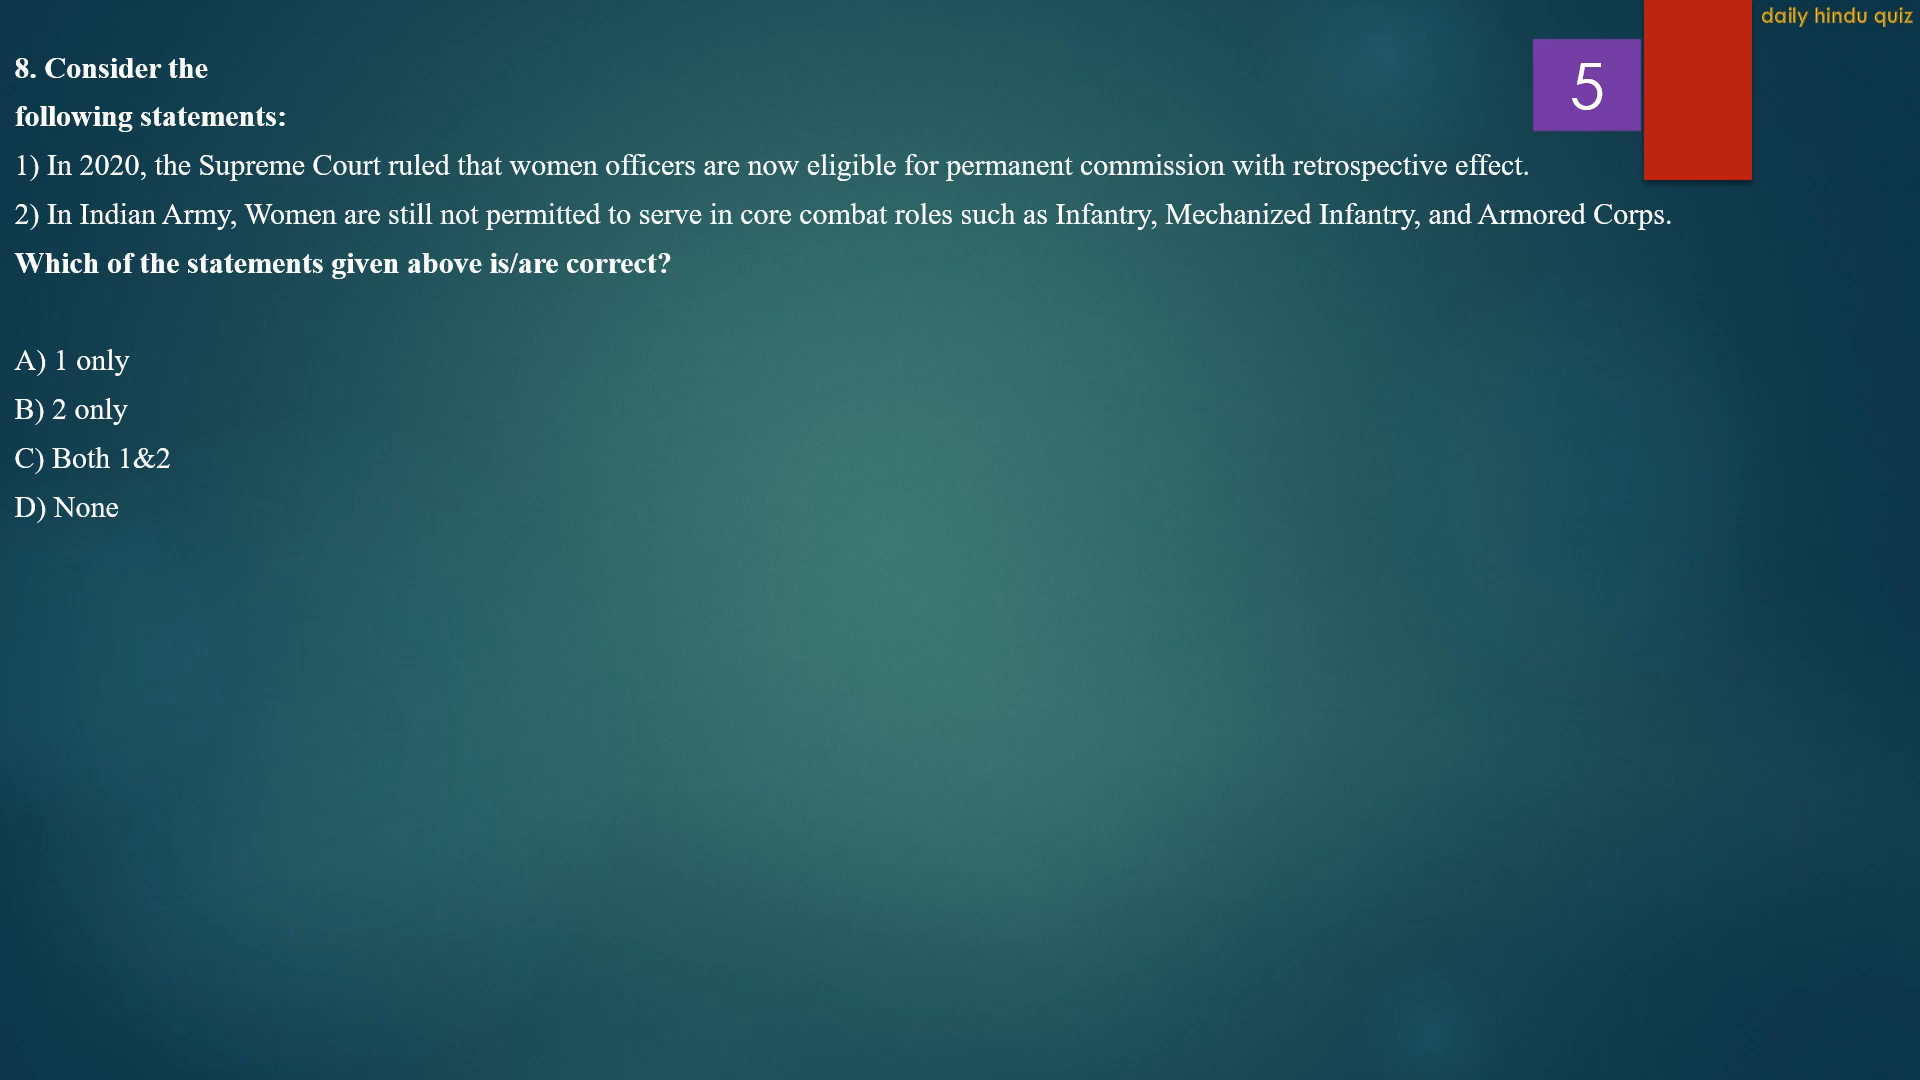 daily hindu quiz
5
8. Consider the
following statements:
1) In 2020, the Supreme Court ruled that women officers are now eligible for permanent commission with retrospective effect.
2) In Indian Army, Women are still not permitted to serve in core combat roles such as Infantry, Mechanized Infantry, and Armored Corps.
Which of the statements given above is/are correct?
A) 1 only
B) 2 only
C) Both 1&2
D) None